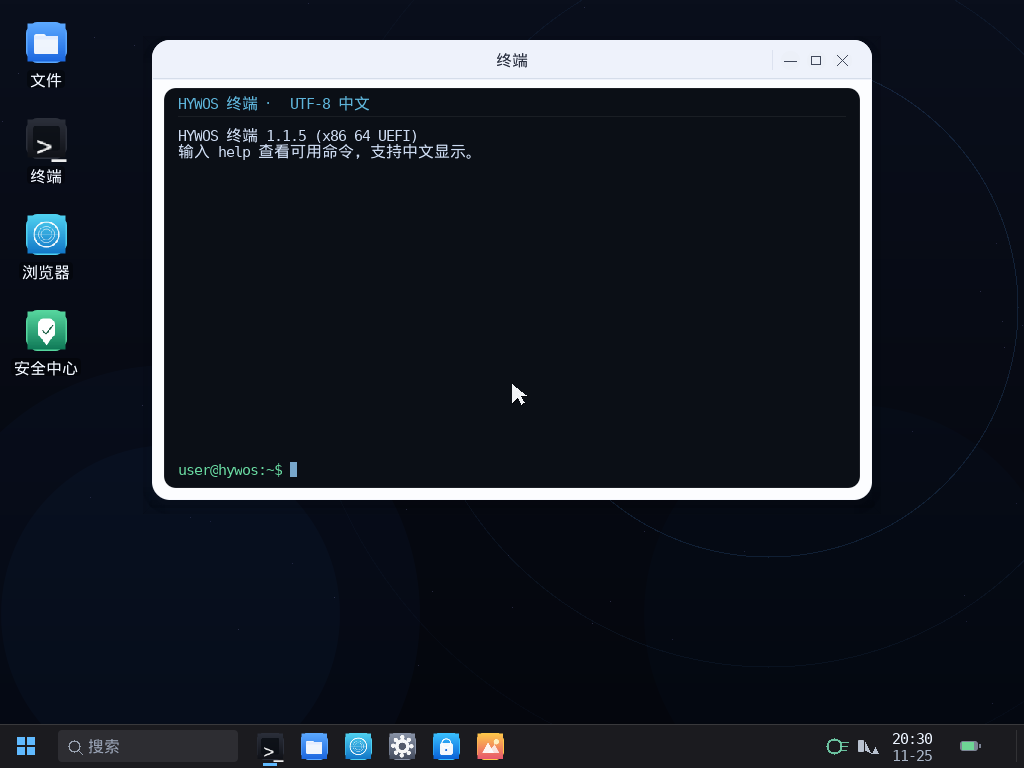 文件
终端
浏览器
安全中心
终端
HYWOS 终端 · UTF-8 中文
HYWOS 终端 1.1.5 (x86 64 UEFI)
输入 help 查看可用命令, 支持中文显示。
user@hywos:~$
搜索
20:30
11-25